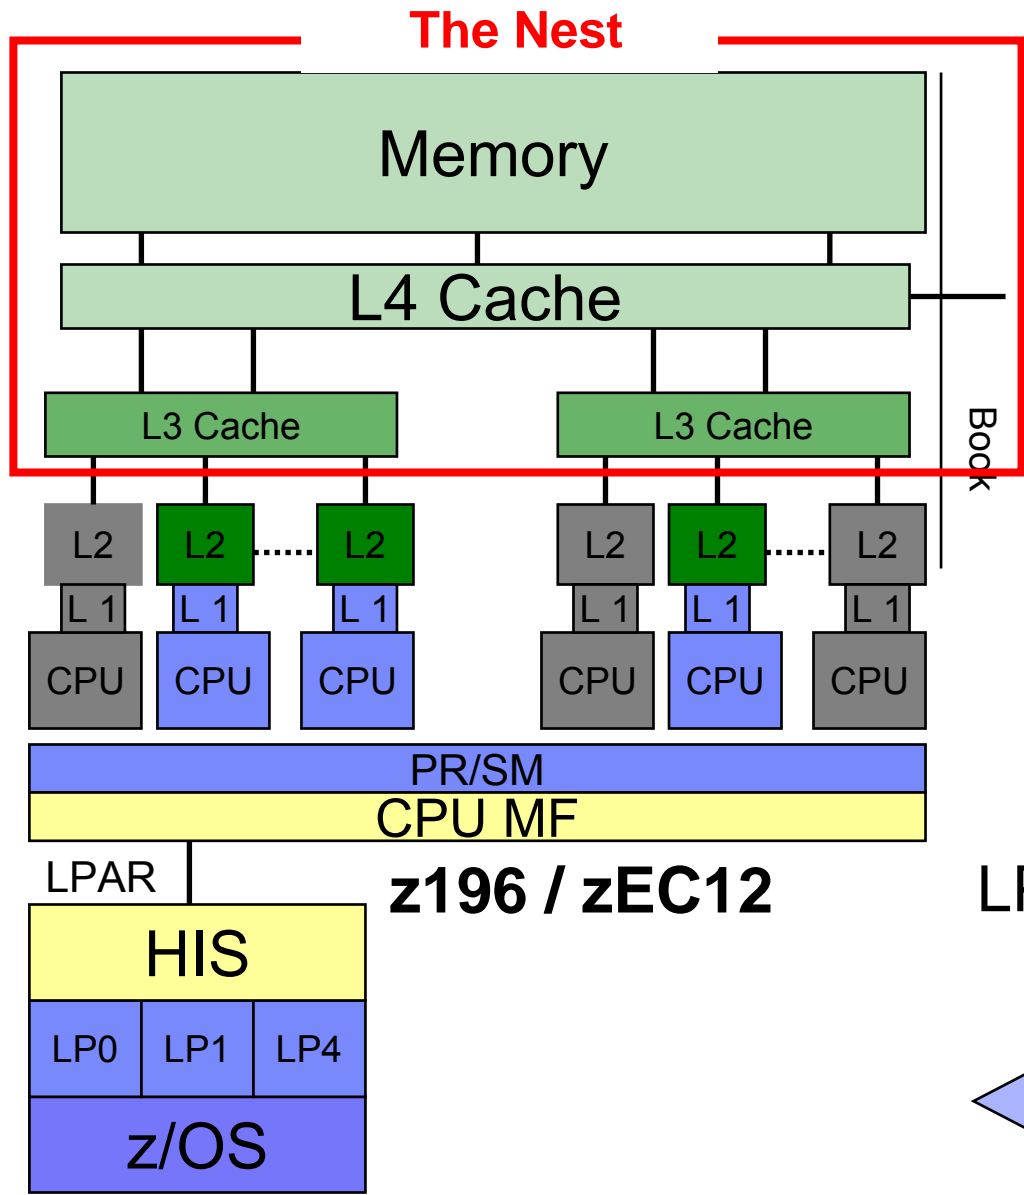 The Nest
Memory
L4 Cache
L3 Cache L3 Cache
Book
L2 L2 L2 L2 L2 L2
L 1 L 1 L 1 L 1 L 1 L 1
CPU CPU CPU CPU CPU CPU
PR/SM
CPU MF
LPAR
z196 / zEC12
HIS
LP0 LP1 LP4
z/OS